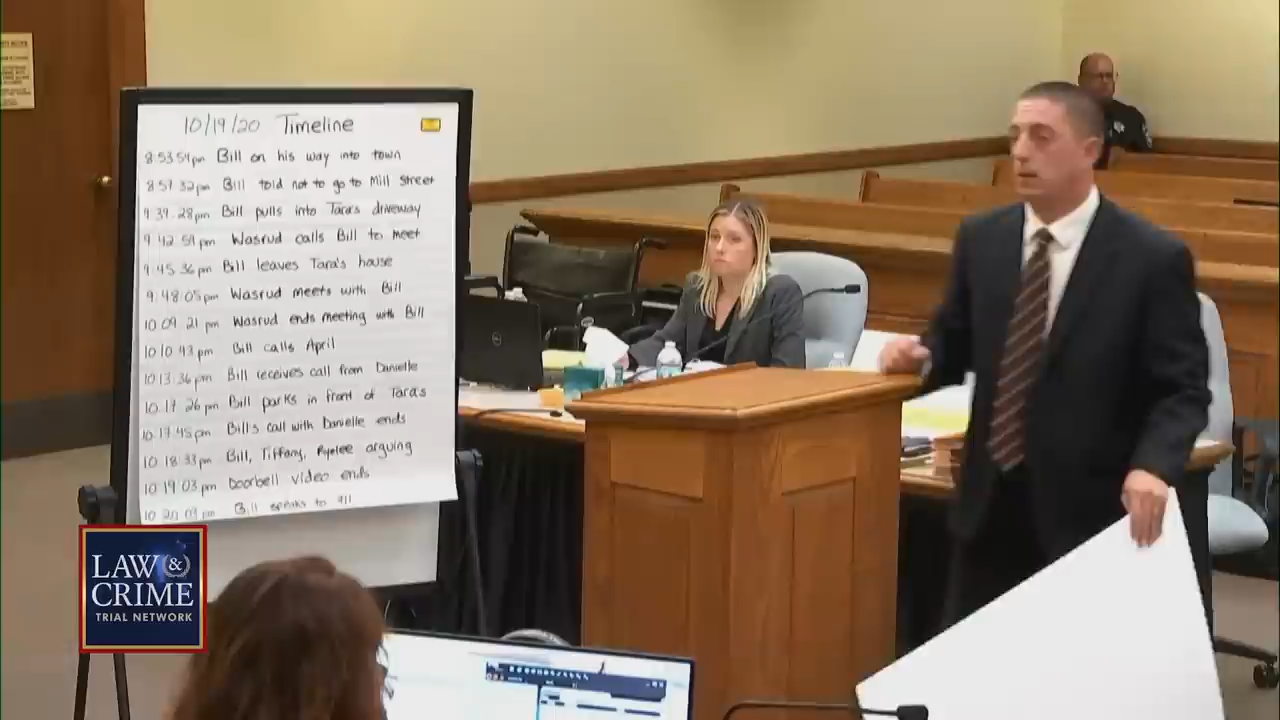 10/19/20 Timeline
8:53:54pm Bill on his way into town
8:57:32pm Bill told not to go to Mill Street
9:37:28pm Bill pulls into Tara's driveway
9:42:59pm Wasrud calls Bill to meet
9:45:36pm Bill leaves Tara's house
9:48:05pm Wasrud meets with Bill
10:09:21pm Wasrud ends meeting with Bill
10:10:43pm Bill calls April
10:13:36pm Bill receives call from Danielle
10:17:26pm Bill parks in front of Tara's
10:17:45pm Bill's call with Danielle ends
10:18:33pm Bill, Tiffany, Rylee arguing
10:19:03pm Doorbell video ends
10:20:09pm Bill speaks to 911
LAW &
CRIME
TRIAL NETWORK
DELL